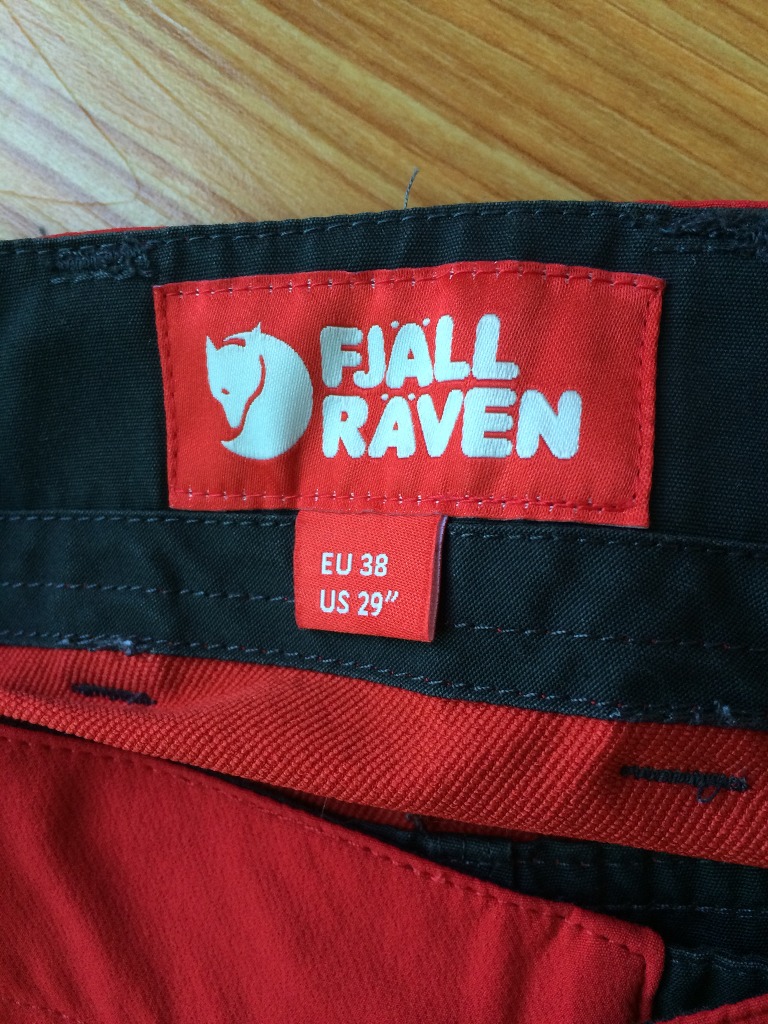 FJÄLL
RÄVEN
EU 38
US 29"